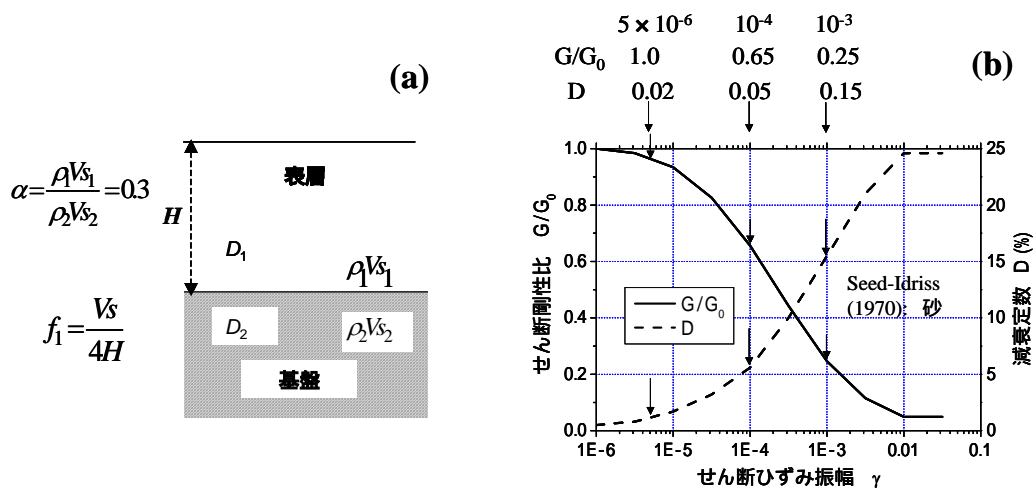 (a)
表層
α=ρ₁Vs₁/ρ₂Vs₂=0.3
H
D₁
ρ₁Vs₁
f₁=Vs/4H
D₂
ρ₂Vs₂
基盤
5×10⁻⁶ 10⁻⁴ 10⁻³
G/G₀ 1.0 0.65 0.25
D 0.02 0.05 0.15
(b)
せん断剛性比 G/G₀
1.0
0.8
0.6
0.4
0.2
0.0
G/G₀
D
Seed-Idriss
(1970): 砂
25
20
15
10
5
0
減衰定数 D (%)
1E-6 1E-5 1E-4 1E-3 0.01 0.1
せん断ひずみ振幅 γ